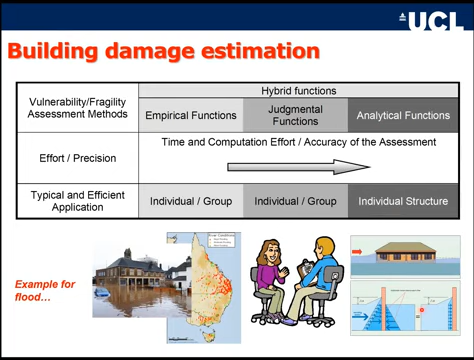 UCL
Building damage estimation
Vulnerability/Fragility
Assessment Methods
Hybrid functions
Empirical Functions
Judgmental
Functions
Analytical Functions
Effort / Precision
Time and Computation Effort / Accuracy of the Assessment
Typical and Efficient
Application
Individual / Group
Individual / Group
Individual Structure
Example for
flood...